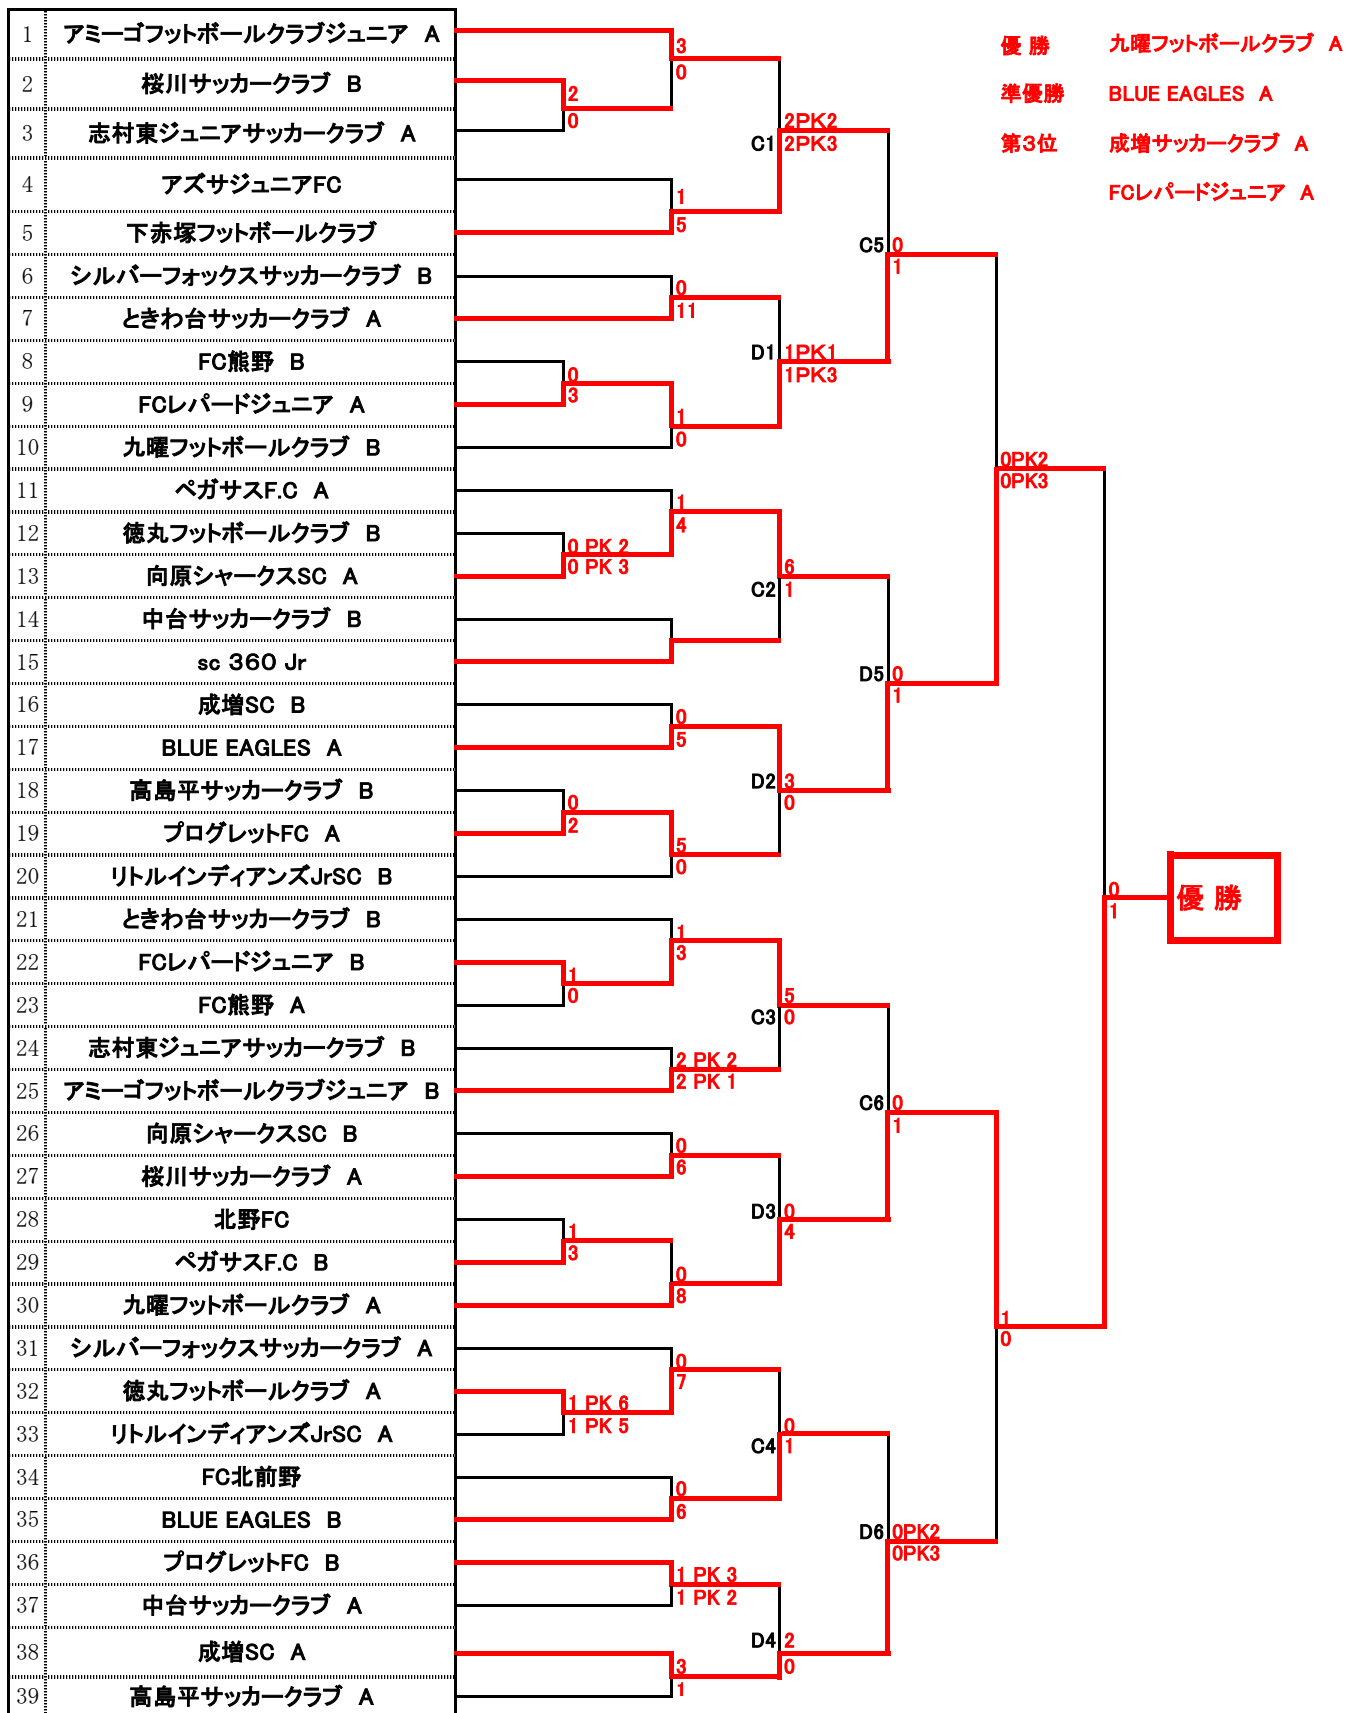 1 アミーゴフットボールクラブジュニア A
2 桜川サッカークラブ B
3 志村東ジュニアサッカークラブ A
4 アズサジュニアFC
5 下赤塚フットボールクラブ
6 シルバーフォックスサッカークラブ B
7 ときわ台サッカークラブ A
8 FC熊野 B
9 FCレパードジュニア A
10 九曜フットボールクラブ B
11 ペガサスF.C A
12 徳丸フットボールクラブ B
13 向原シャークスSC A
14 中台サッカークラブ B
15 sc 360 Jr
16 成増SC B
17 BLUE EAGLES A
18 高島平サッカークラブ B
19 プログレットFC A
20 リトルインディアンズJrSC B
21 ときわ台サッカークラブ B
22 FCレパードジュニア B
23 FC熊野 A
24 志村東ジュニアサッカークラブ B
25 アミーゴフットボールクラブジュニア B
26 向原シャークスSC B
27 桜川サッカークラブ A
28 北野FC
29 ペガサスF.C B
30 九曜フットボールクラブ A
31 シルバーフォックスサッカークラブ A
32 徳丸フットボールクラブ A
33 リトルインディアンズJrSC A
34 FC北前野
35 BLUE EAGLES B
36 プログレットFC B
37 中台サッカークラブ A
38 成増SC A
39 高島平サッカークラブ A
2
0
0
3
0 PK 2
0 PK 3
0
2
1
0
1
3
1 PK 6
1 PK 5
3
0
1
5
0
11
1
0
1
4
0
5
5
0
1
3
2 PK 2
2 PK 1
0
6
0
8
0
7
0
6
1 PK 3
1 PK 2
3
1
C1
2PK2
2PK3
D1
1PK1
1PK3
C2
6
1
D2
3
0
C3
5
0
D3
0
4
C4
0
1
D4
2
0
C5
0
1
D5
0
1
C6
0
1
D6
0PK2
0PK3
0PK2
0PK3
1
0
0
1
優 勝
優 勝 九曜フットボールクラブ A
準優勝 BLUE EAGLES A
第3位 成増サッカークラブ A
FCレパードジュニア A